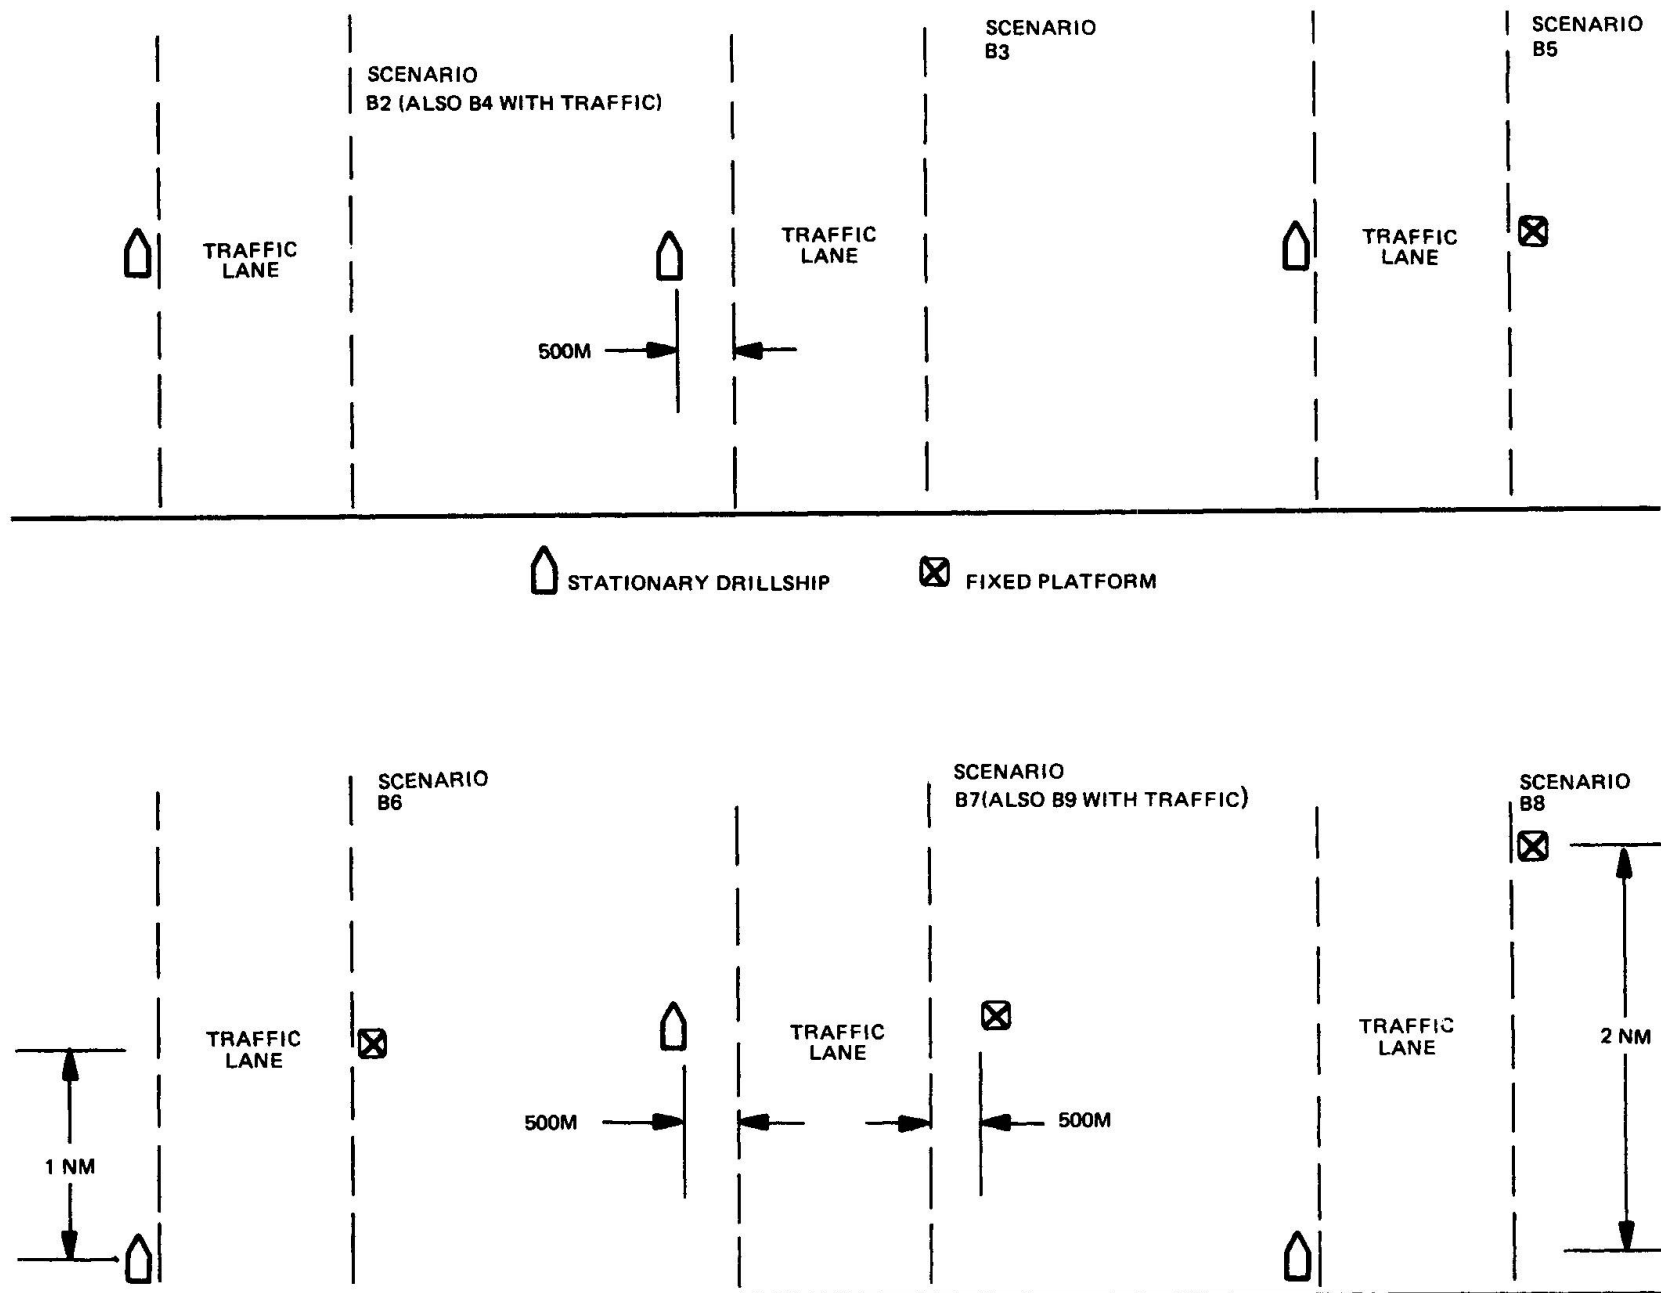 SCENARIO
B2 (ALSO B4 WITH TRAFFIC)
TRAFFIC
LANE
SCENARIO
B3
TRAFFIC
LANE
500M
SCENARIO
B5
TRAFFIC
LANE
STATIONARY DRILLSHIP
FIXED PLATFORM
SCENARIO
B6
TRAFFIC
LANE
1 NM
SCENARIO
B7(ALSO B9 WITH TRAFFIC)
TRAFFIC
LANE
500M
500M
SCENARIO
B8
TRAFFIC
LANE
2 NM